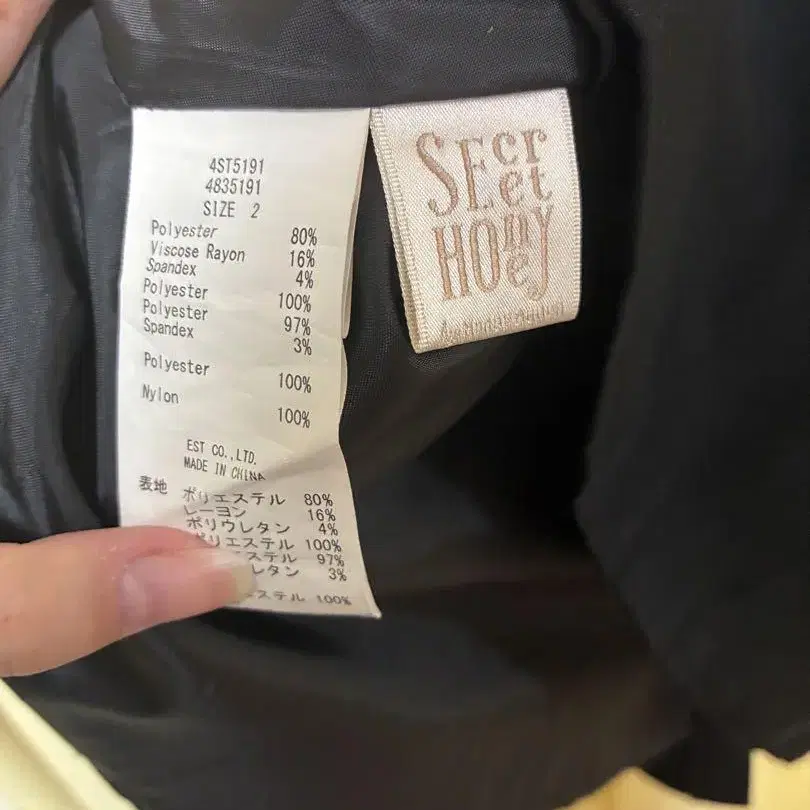 4ST5191
4835191
SIZE 2
Polyester 80%
Viscose Rayon 16%
Spandex 4%
Polyester 100%
Polyester 97%
Spandex 3%
Polyester 100%
Nylon 100%
EST CO.,LTD.
MADE IN CHINA
表地 ポリエステル 80%
レーヨン 16%
ポリウレタン 4%
ポリエステル 100%
ステル 97%
レタン 3%
ステル 100%
SEcret
HOney